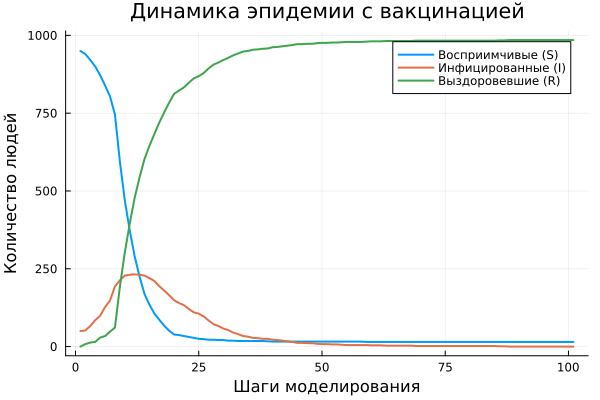 Динамика эпидемии с вакцинацией
1000
750
500
250
0
Количество людей
Восприимчивые (S)
Инфицированные (I)
Выздоровевшие (R)
0
25
50
75
100
Шаги моделирования